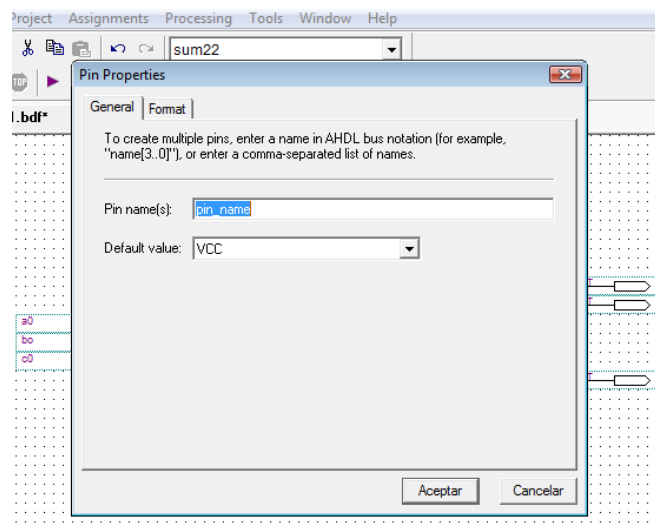 Project Assignments Processing Tools Window Help
sum22
Pin Properties
General Format
.bdf*
To create multiple pins, enter a name in AHDL bus notation (for example,
"name[3..0]"), or enter a comma-separated list of names.
Pin name(s): pin_name
Default value: VCC
a0
bo
c0
Aceptar Cancelar